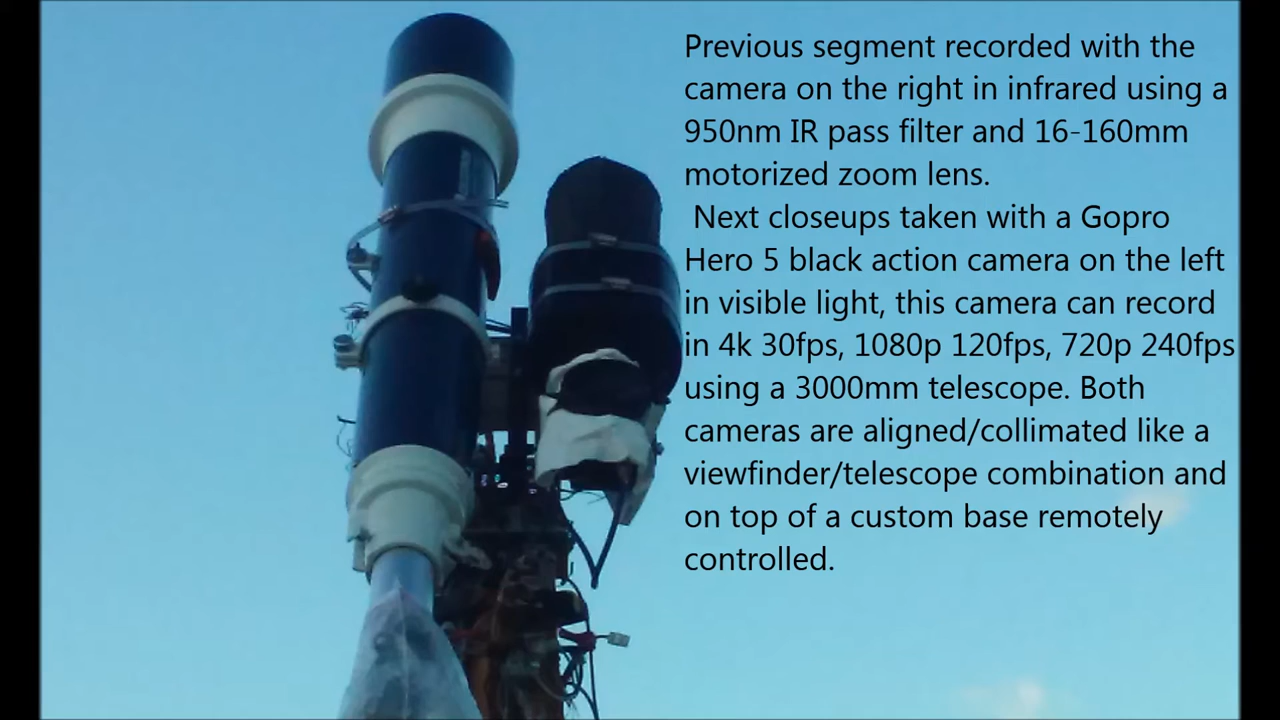 Previous segment recorded with the
camera on the right in infrared using a
950nm IR pass filter and 16-160mm
motorized zoom lens.
Next closeups taken with a Gopro
Hero 5 black action camera on the left
in visible light, this camera can record
in 4k 30fps, 1080p 120fps, 720p 240fps
using a 3000mm telescope. Both
cameras are aligned/collimated like a
viewfinder/telescope combination and
on top of a custom base remotely
controlled.